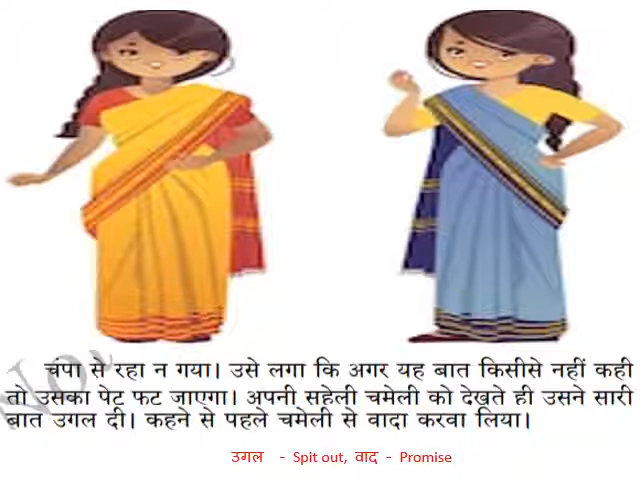 चंपा से रहा न गया। उसे लगा कि अगर यह बात किसीसे नहीं कही
तो उसका पेट फट जाएगा। अपनी सहेली चमेली को देखते ही उसने सारी
बात उगल दी। कहने से पहले चमेली से वादा करवा लिया।
उगल - Spit out, वाद - Promise